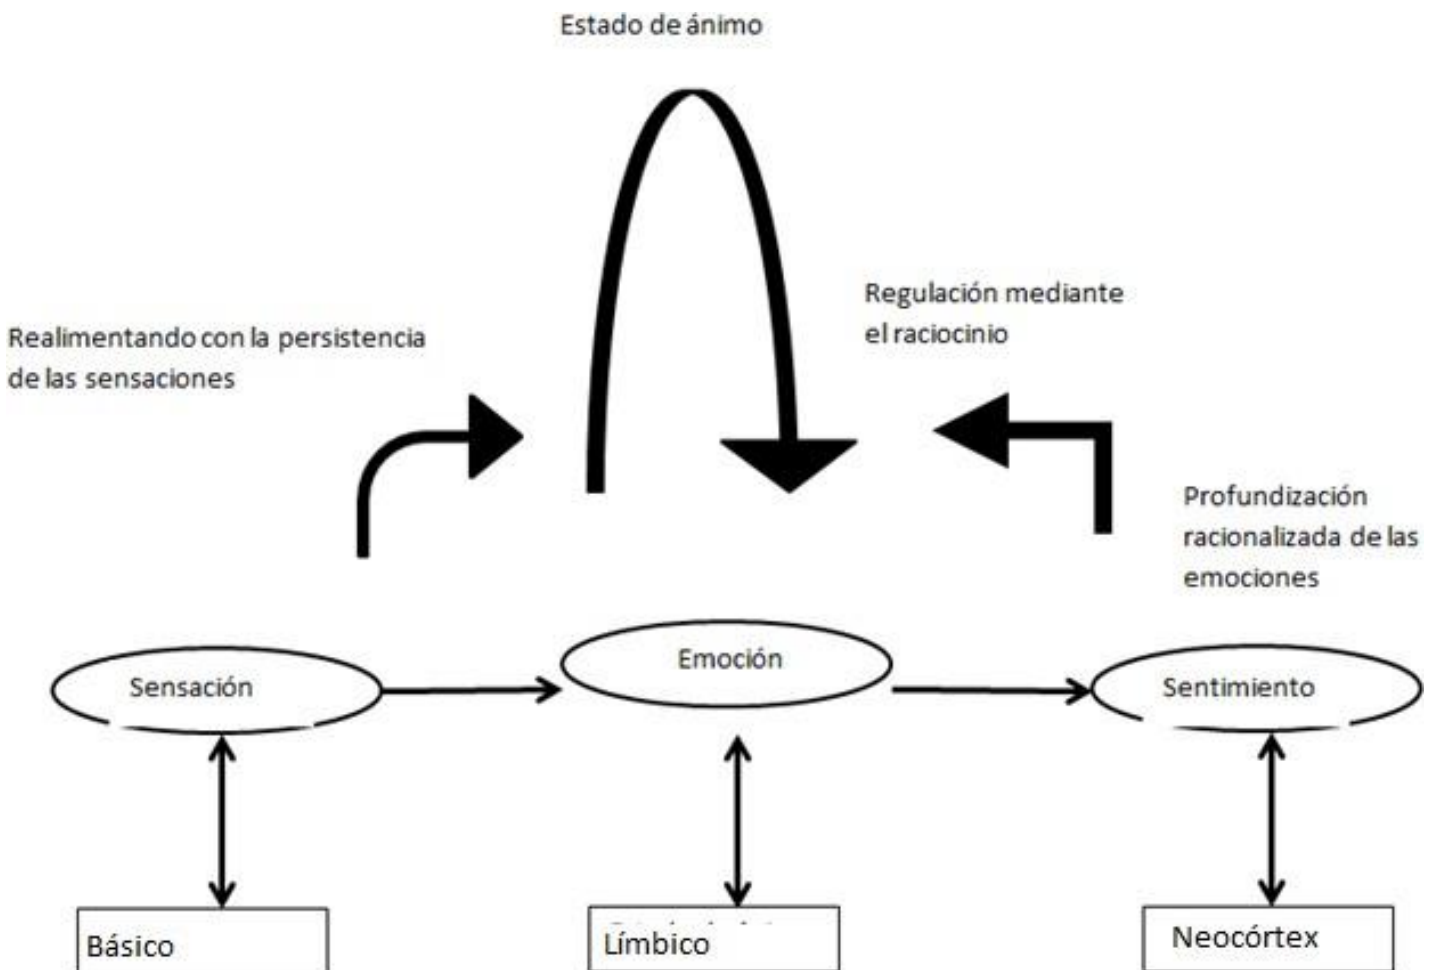 Estado de ánimo
Regulación mediante
el raciocinio
Realimentando con la persistencia
de las sensaciones
Profundización
racionalizada de las
emociones
Sensación
Emoción
Sentimiento
Básico
Límbico
Neocórtex